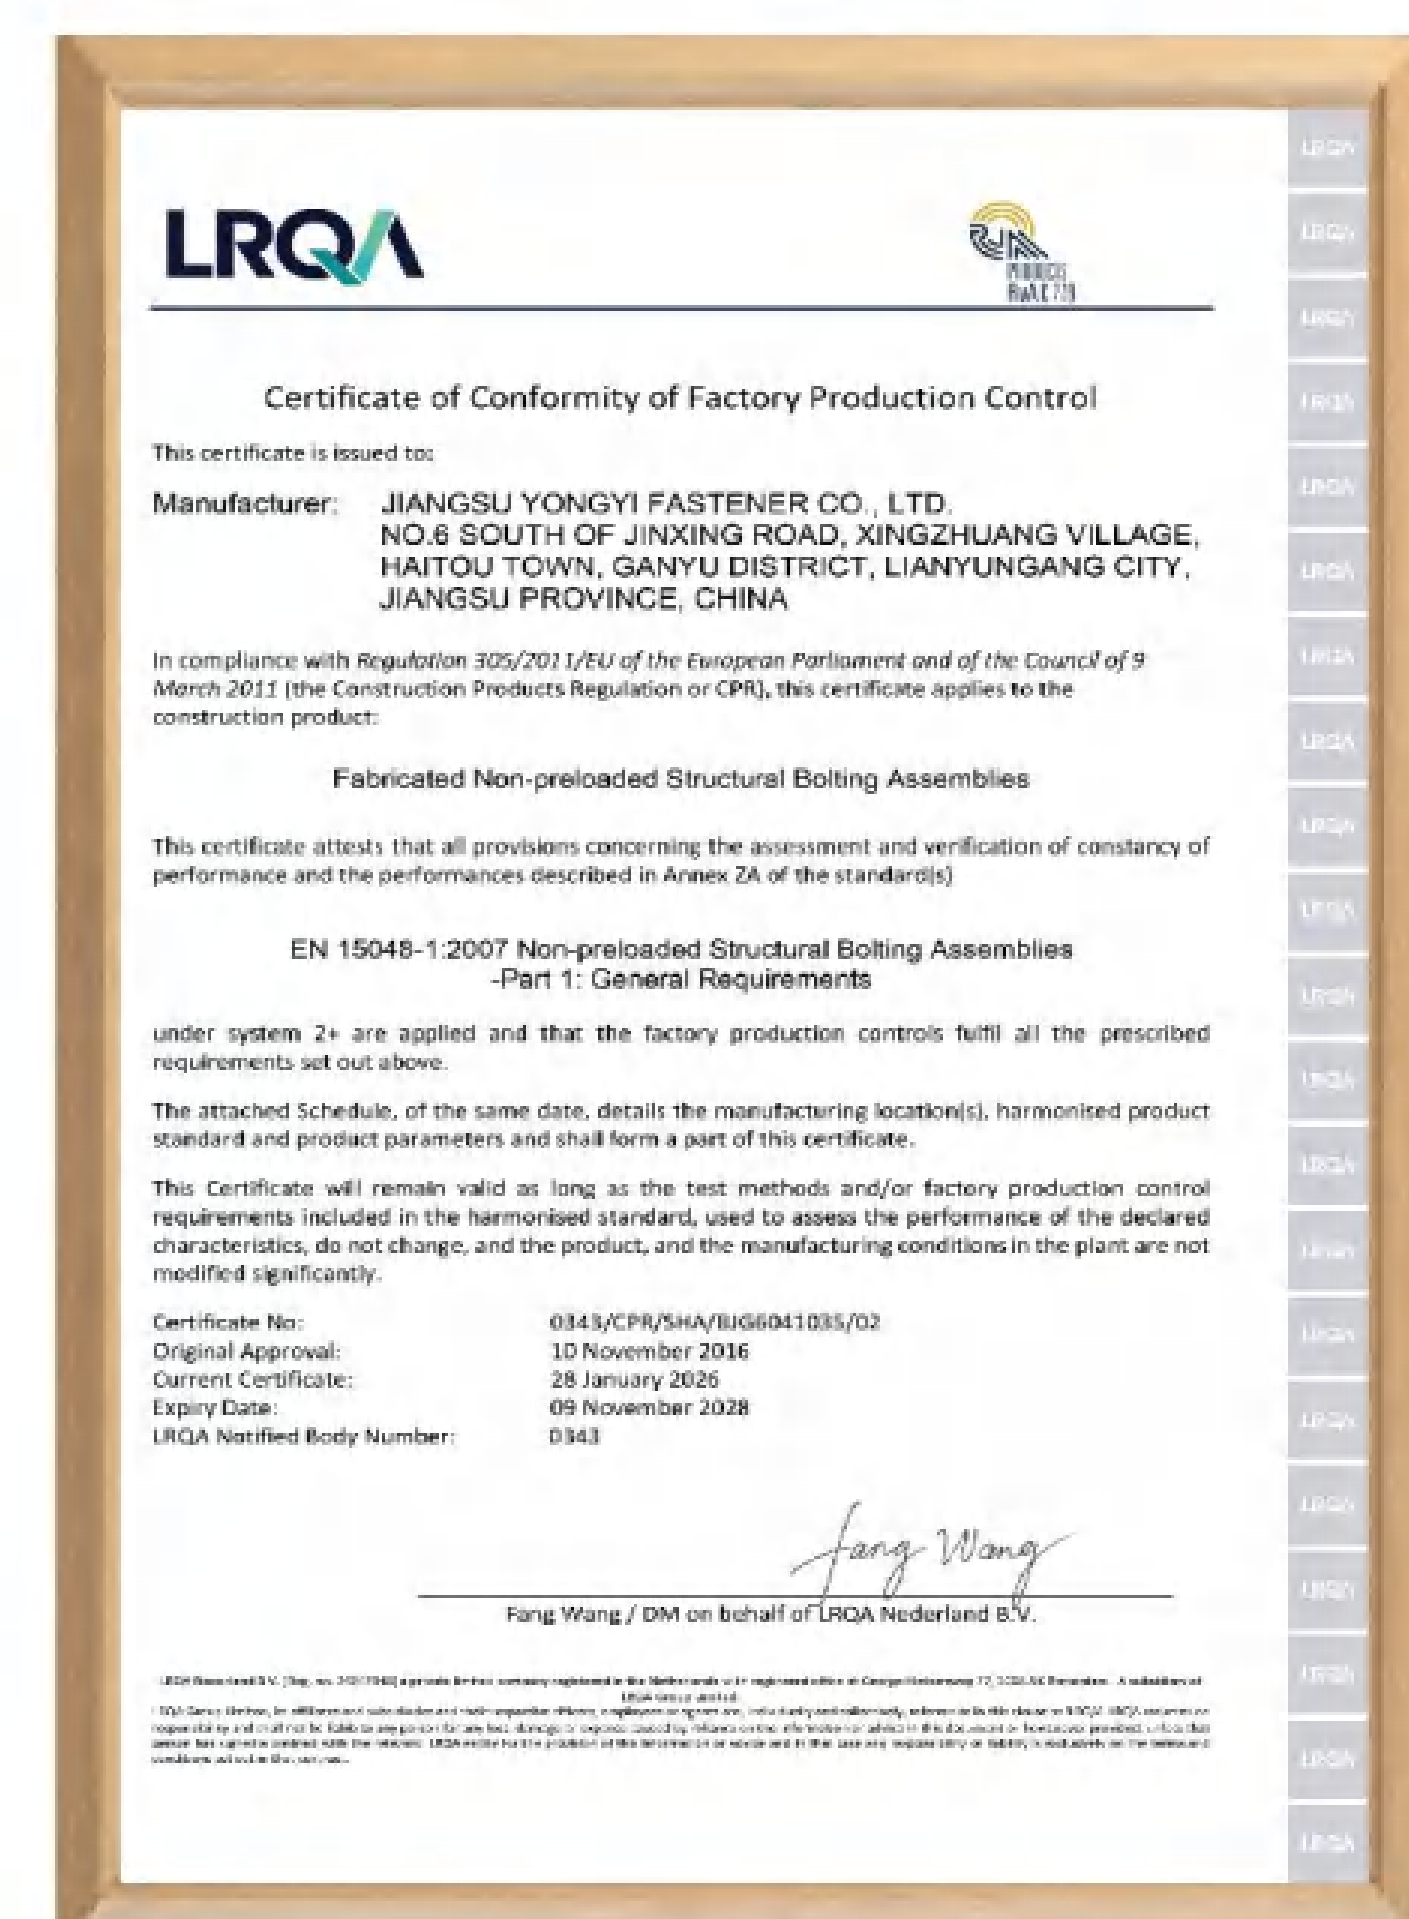 LRQA
PRODUCTS
RvA C
Certificate of Conformity of Factory Production Control
This certificate is issued to:
Manufacturer: JIANGSU YONGYI FASTENER CO., LTD.
NO.6 SOUTH OF JINXING ROAD, XINGZHUANG VILLAGE,
HAITOU TOWN, GANYU DISTRICT, LIANYUNGANG CITY,
JIANGSU PROVINCE, CHINA
In compliance with Regulation 305/2011/EU of the European Parliament and of the Council of 9
March 2011 (the Construction Products Regulation or CPR), this certificate applies to the
construction product:
Fabricated Non-preloaded Structural Bolting Assemblies
This certificate attests that all provisions concerning the assessment and verification of constancy of
performance and the performances described in Annex ZA of the standard(s)
EN 15048-1:2007 Non-preloaded Structural Bolting Assemblies
-Part 1: General Requirements
under system 2+ are applied and that the factory production controls fulfil all the prescribed
requirements set out above.
The attached Schedule, of the same date, details the manufacturing location(s), harmonised product
standard and product parameters and shall form a part of this certificate.
This Certificate will remain valid as long as the test methods and/or factory production control
requirements included in the harmonised standard, used to assess the performance of the declared
characteristics, do not change, and the product, and the manufacturing conditions in the plant are not
modified significantly.
Certificate No: 0343/CPR/SHA/BJG6041035/02
Original Approval: 10 November 2016
Current Certificate: 28 January 2026
Expiry Date: 09 November 2028
LRQA Notified Body Number: 0343
Fang Wang
Fang Wang / DM on behalf of LRQA Nederland B.V.